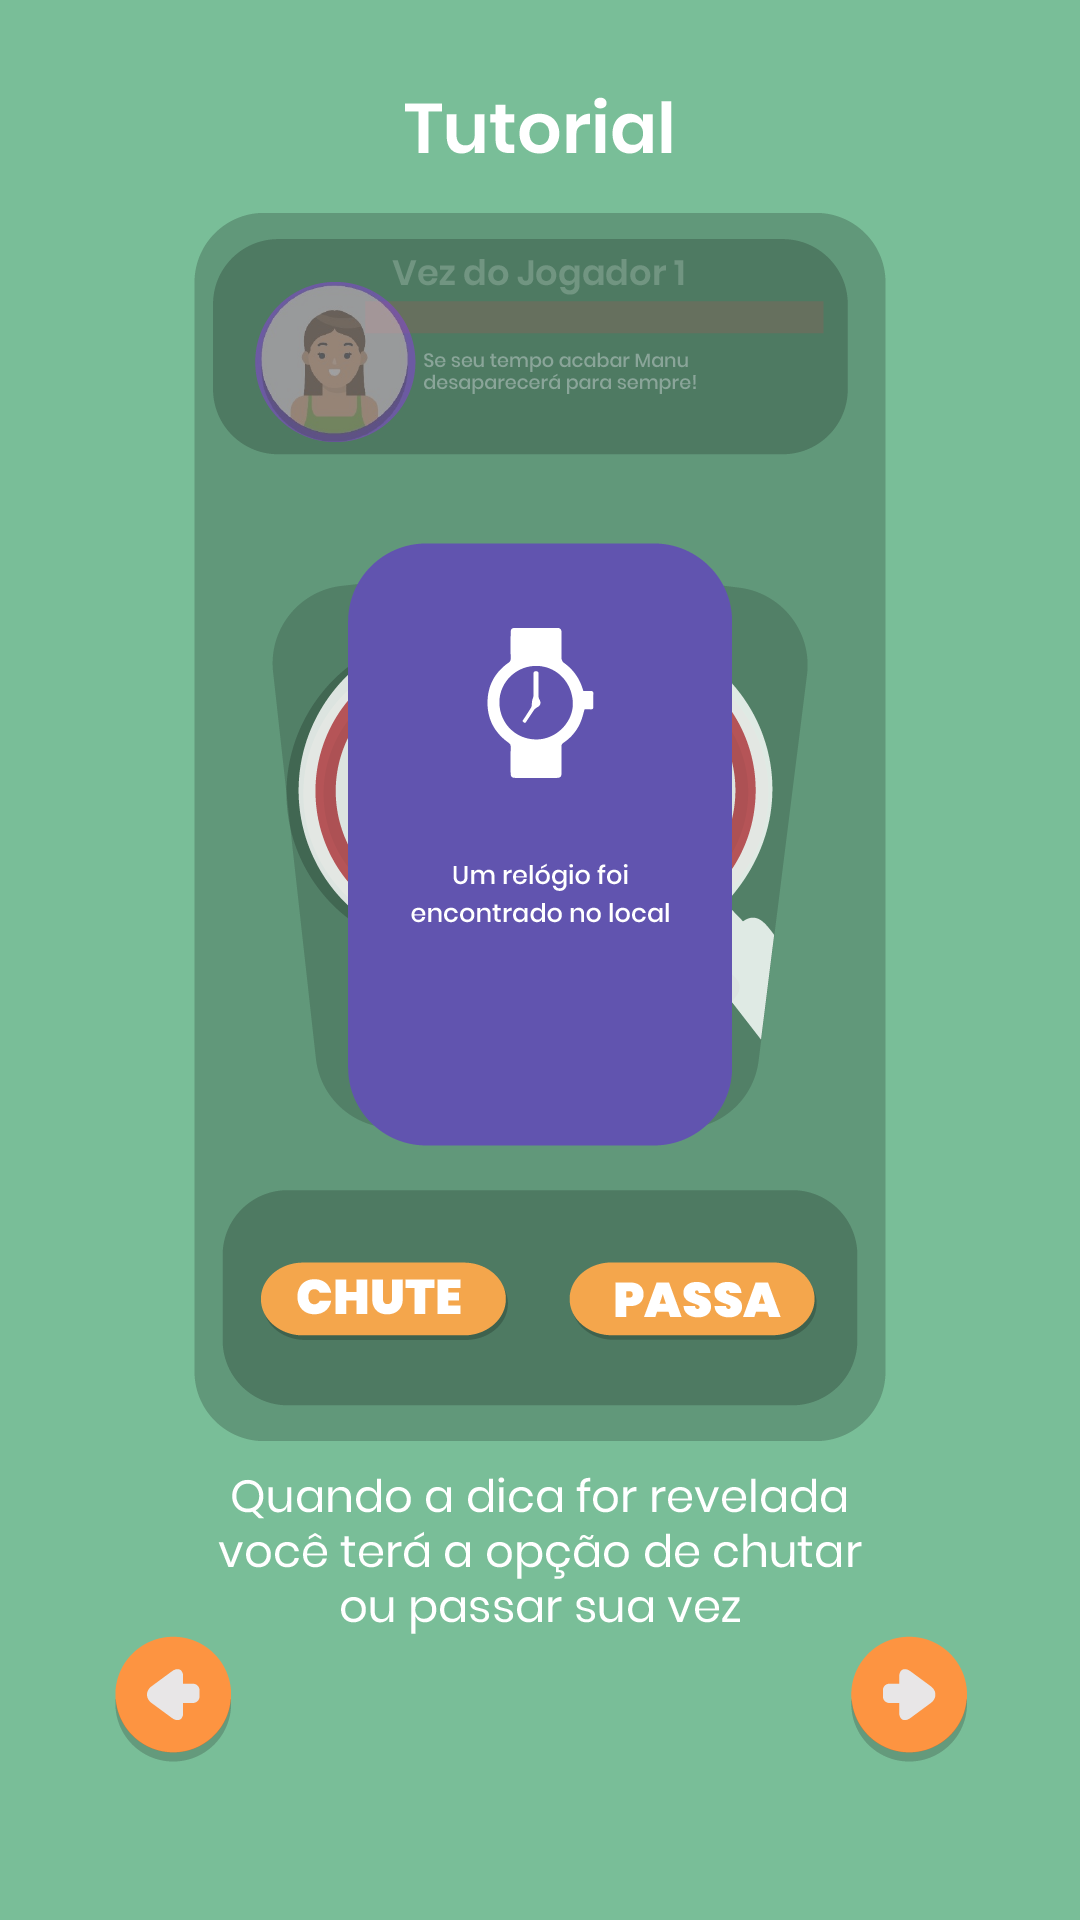 Tutorial
Vez do Jogador 1
Se seu tempo acabar Manu
desaparecerá para sempre!
Um relógio foi
encontrado no local
CHUTE
PASSA
Quando a dica for revelada
você terá a opção de chutar
ou passar sua vez